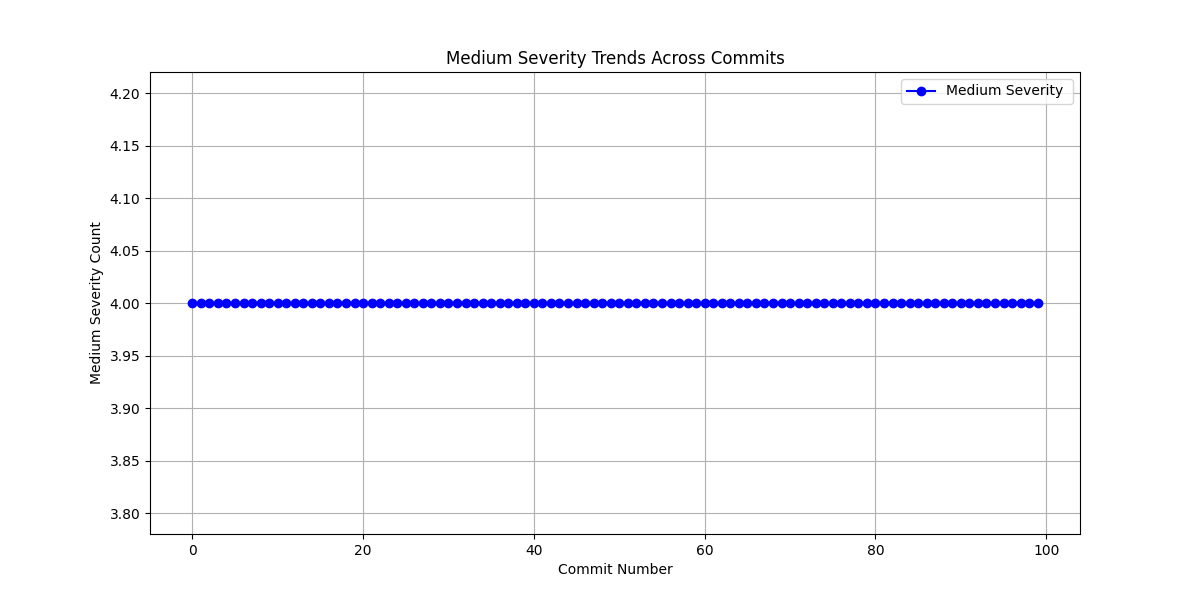 Medium Severity Trends Across Commits
Medium Severity
Medium Severity Count
4.20
4.15
4.10
4.05
4.00
3.95
3.90
3.85
3.80
0 20 40 60 80 100
Commit Number